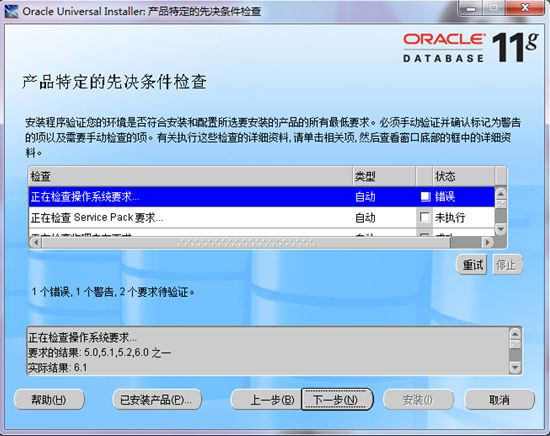 Oracle Universal Installer: 产品特定的先决条件检查
ORACLE
DATABASE 11g
产品特定的先决条件检查
安装程序验证您的环境是否符合安装和配置所选要安装的产品的所有最低要求。必须手动验证并确认标记为警告
的项以及需要手动检查的项。有关执行这些检查的详细资料,请单击相关项,然后查看窗口底部的框中的详细资
料。
检查 类型 状态
正在检查操作系统要求... 自动 错误
正在检查 Service Pack 要求... 自动 未执行
重试 停止
1 个错误, 1 个警告, 2 个要求待验证。
正在检查操作系统要求...
要求的结果: 5.0,5.1,5.2,6.0 之一
实际结果: 6.1
帮助(H) 已安装产品(P)... 上一步(B) 下一步(N) 安装(I) 取消